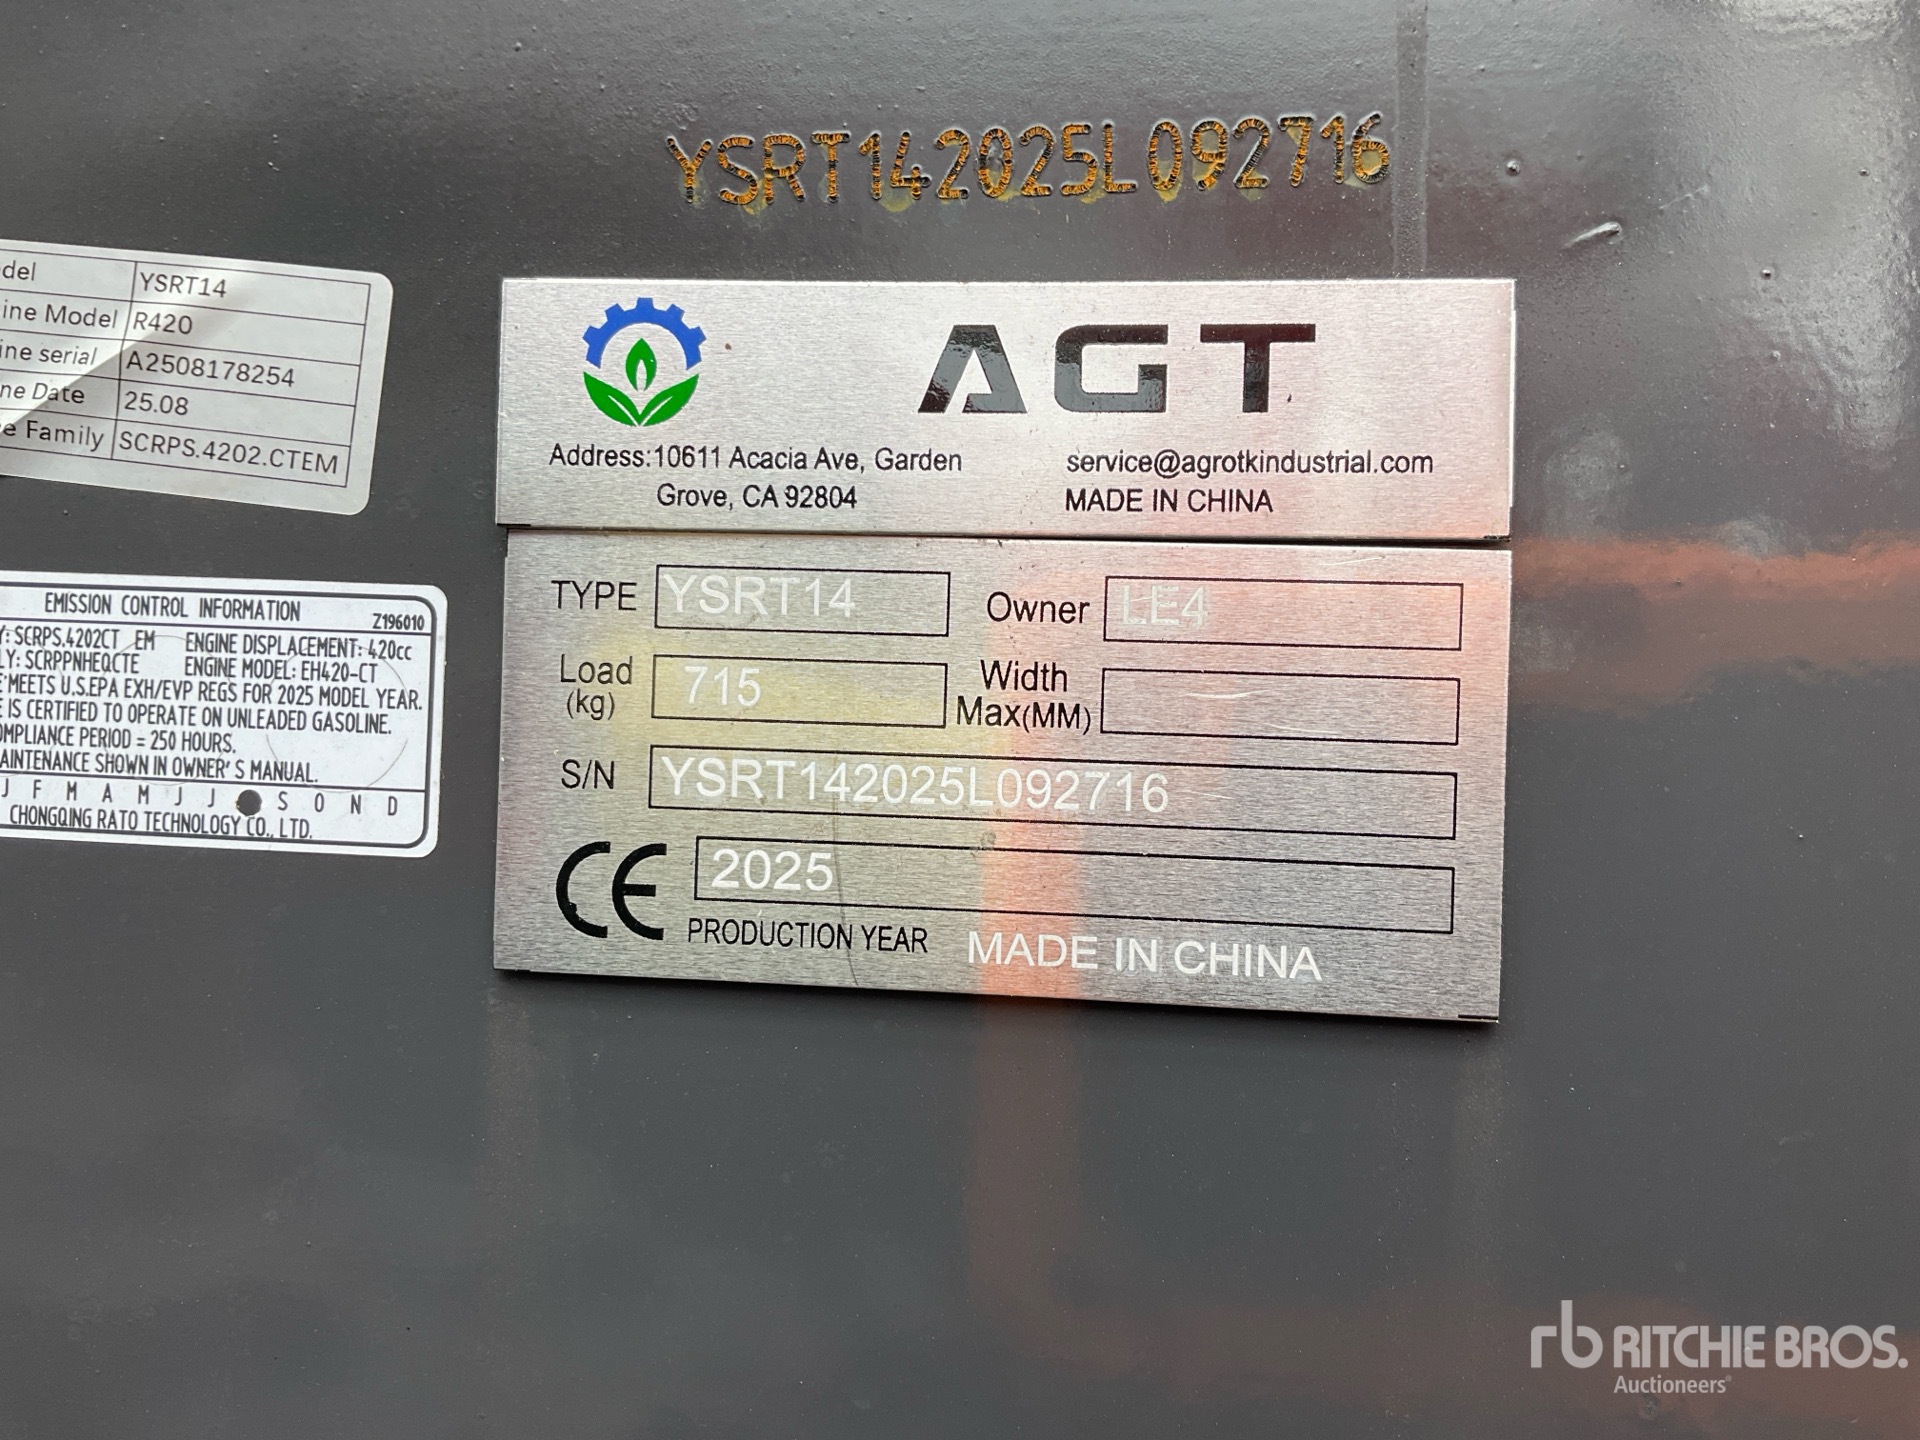 YSRT142025L092716
del YSRT14
ine Model R420
ine serial A2508178254
ne Date 25.08
e Family SCRPS.4202.CTEM
AGT
Address:10611 Acacia Ave, Garden
Grove, CA 92804
service@agrotkindustrial.com
MADE IN CHINA
EMISSION CONTROL INFORMATION Z196010
Y: SCRPS.4202CT EM ENGINE DISPLACEMENT: 420cc
LY: SCRPPNHEQCTE ENGINE MODEL: EH420-CT
MEETS U.S.EPA EXH/EVP REGS FOR 2025 MODEL YEAR.
IS CERTIFIED TO OPERATE ON UNLEADED GASOLINE.
OMPLIANCE PERIOD = 250 HOURS.
AINTENANCE SHOWN IN OWNER'S MANUAL.
J F M A M J J S O N D
CHONGQING RATO TECHNOLOGY CO., LTD.
TYPE YSRT14 Owner LE4
Load (kg) 715 Width Max(MM)
S/N YSRT142025L092716
CE 2025
PRODUCTION YEAR MADE IN CHINA
rb RITCHIE BROS.
Auctioneers